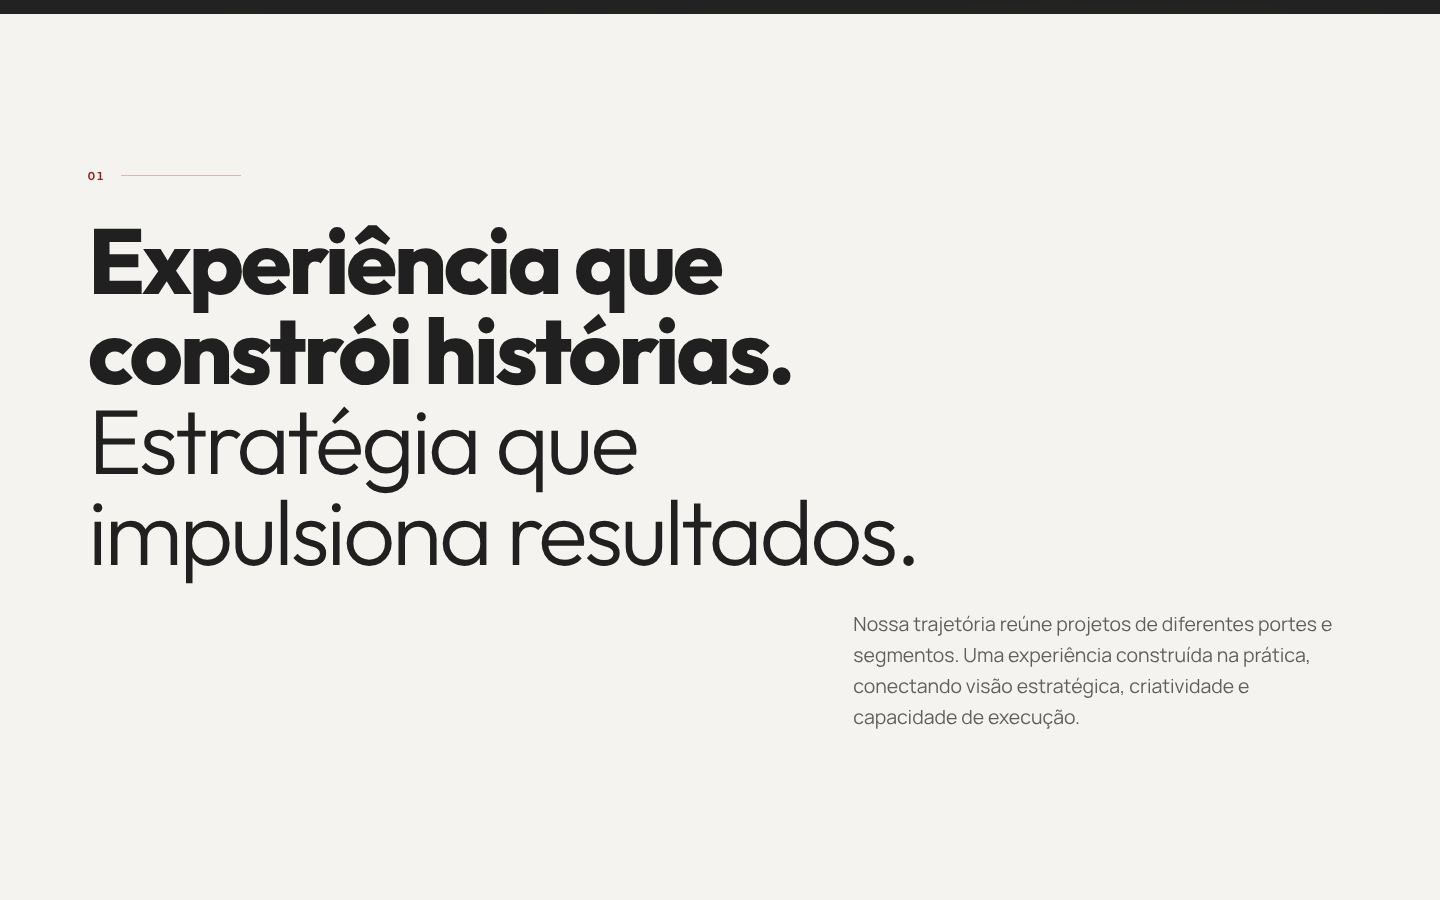 01
Experiência que
constrói histórias.
Estratégia que
impulsiona resultados.
Nossa trajetória reúne projetos de diferentes portes e
segmentos. Uma experiência construída na prática,
conectando visão estratégica, criatividade e
capacidade de execução.